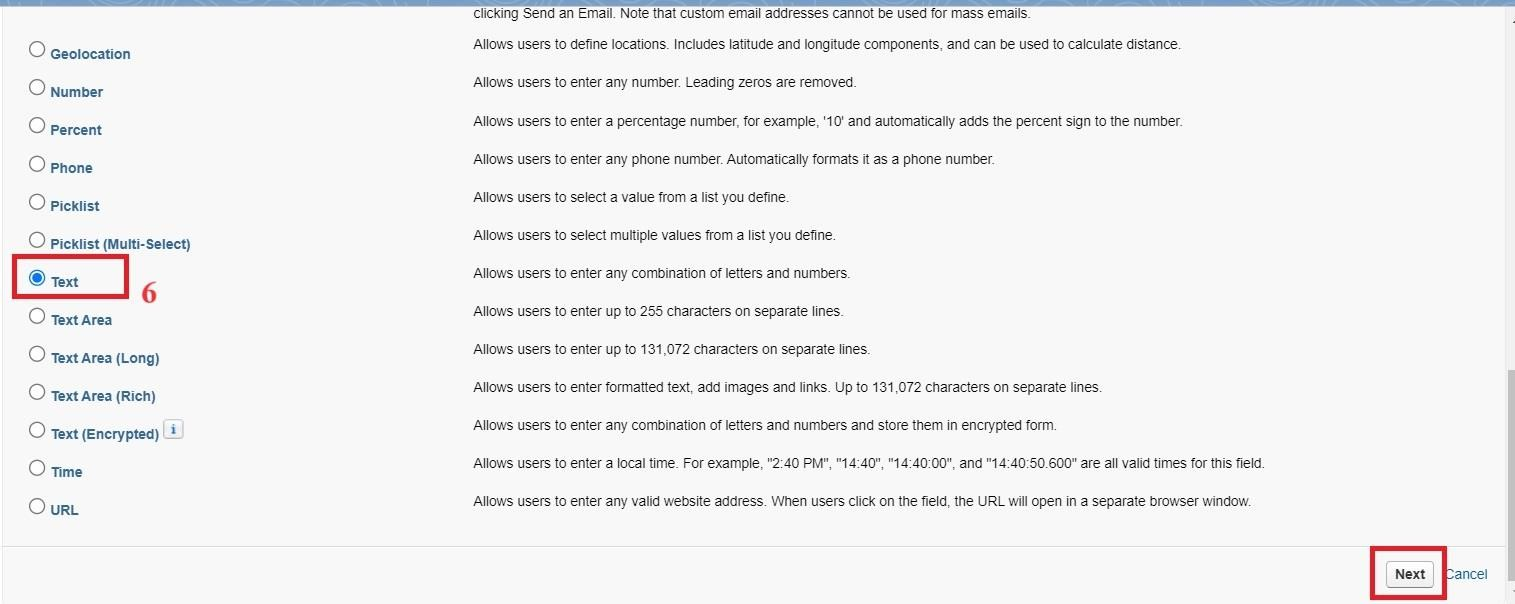 clicking Send an Email. Note that custom email addresses cannot be used for mass emails.
Geolocation Allows users to define locations. Includes latitude and longitude components, and can be used to calculate distance.
Number Allows users to enter any number. Leading zeros are removed.
Percent Allows users to enter a percentage number, for example, '10' and automatically adds the percent sign to the number.
Phone Allows users to enter any phone number. Automatically formats it as a phone number.
Picklist Allows users to select a value from a list you define.
Picklist (Multi-Select) Allows users to select multiple values from a list you define.
Text 6 Allows users to enter any combination of letters and numbers.
Text Area Allows users to enter up to 255 characters on separate lines.
Text Area (Long) Allows users to enter up to 131,072 characters on separate lines.
Text Area (Rich) Allows users to enter formatted text, add images and links. Up to 131,072 characters on separate lines.
Text (Encrypted) i Allows users to enter any combination of letters and numbers and store them in encrypted form.
Time Allows users to enter a local time. For example, "2:40 PM", "14:40", "14:40:00", and "14:40:50.600" are all valid times for this field.
URL Allows users to enter any valid website address. When users click on the field, the URL will open in a separate browser window.
Next Cancel